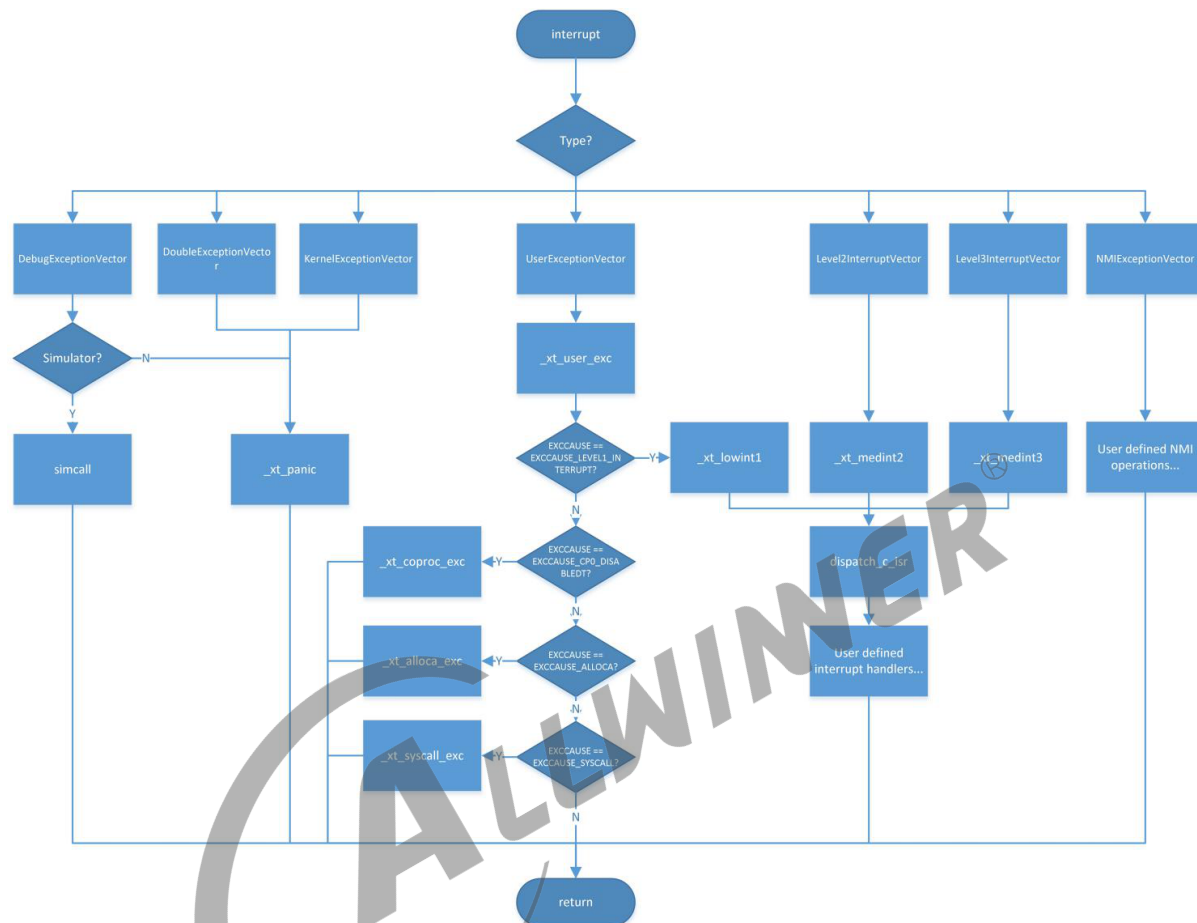 interrupt
Type?
DebugExceptionVector
DoubleExceptionVecto
r
KernelExceptionVector
UserExceptionVector
Level2InterruptVector
Level3InterruptVector
NMIExceptionVector
Simulator?
N
_xt_user_exc
Y
simcall
_xt_panic
EXCCAUSE ==
EXCCAUSE_LEVEL1_IN
TERRUPT?
Y
_xt_lowint1
_xt_medint2
_xt_medint3
User defined NMI
operations...
N
_xt_coproc_exc
Y
EXCCAUSE ==
EXCCAUSE_CP0_DISA
BLEDT?
dispatch_c_isr
N
_xt_alloca_exc
Y
EXCCAUSE ==
EXCCAUSE_ALLOCA?
User defined
interrupt handlers...
N
_xt_syscall_exc
Y
EXCCAUSE ==
EXCCAUSE_SYSCALL?
N
return
ALLWINNER®